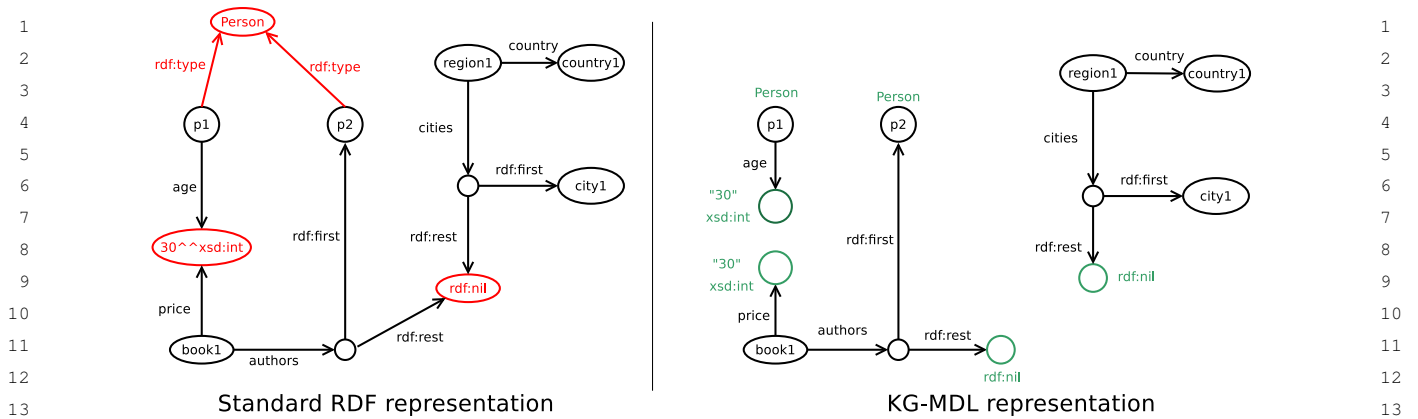 1
2
3
4
5
6
7
8
9
10
11
12
13
Person
rdf:type
rdf:type
p1
p2
age
30^^xsd:int
price
book1
authors
rdf:first
rdf:rest
region1
country
country1
cities
rdf:first
city1
rdf:rest
rdf:nil
Standard RDF representation
Person
p1
age
"30"
xsd:int
"30"
xsd:int
price
book1
authors
Person
p2
rdf:first
rdf:rest
rdf:nil
region1
country
country1
cities
rdf:first
city1
rdf:rest
rdf:nil
KG-MDL representation
1
2
3
4
5
6
7
8
9
10
11
12
13